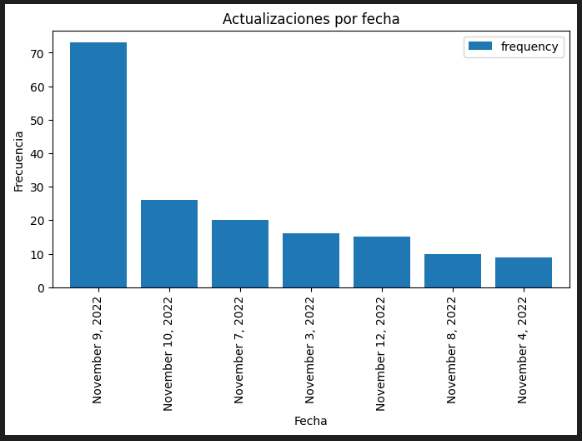 Actualizaciones por fecha
frequency
Frecuencia
70
60
50
40
30
20
10
0
November 9, 2022
November 10, 2022
November 7, 2022
November 3, 2022
November 12, 2022
November 8, 2022
November 4, 2022
Fecha